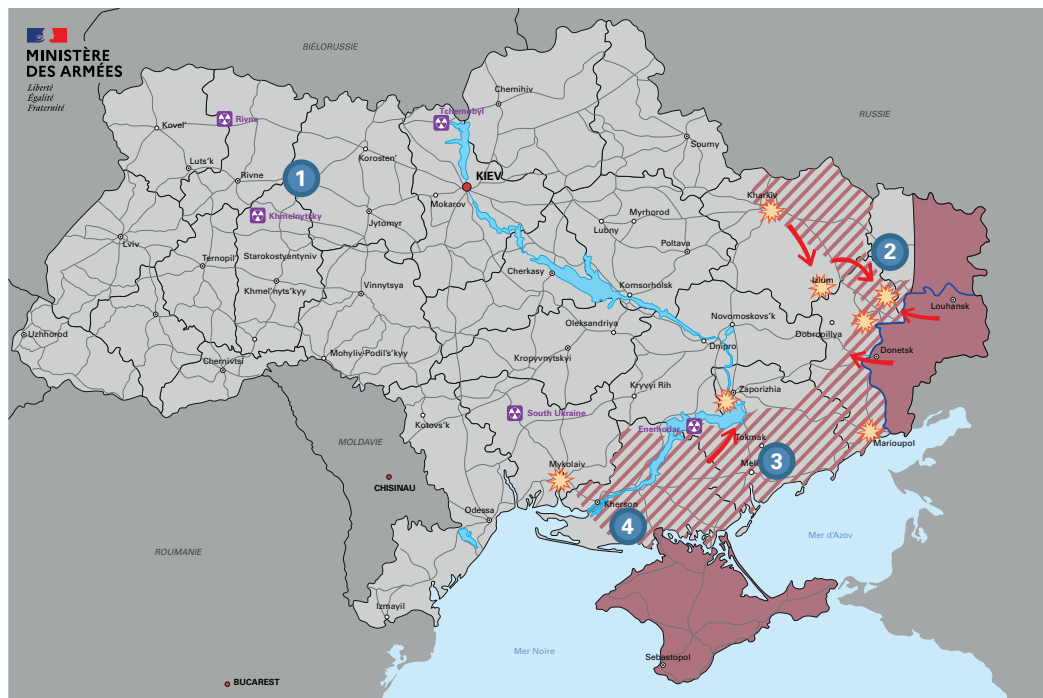 MINISTÈRE
DES ARMÉES
Liberté
Égalité
Fraternité
BIÉLORUSSIE
RUSSIE
Chernihiv
Tchernobyl
Rivne
Kovel'
Soumy
Korosten'
Luts'k
Rivne
1
KIEV
Kharkiv
Mokarov
Khmelnytsky
Jytomyr
Myrhorod
Lubny
Lviv
Poltava
2
Ternopil'
Starokostyantyniv
Cherkasy
Izium
Khmel'nyts'kyy
Vinnytsya
Komsorholsk
Louhansk
Novomoskovs'k
Oleksandriya
Dobropillya
Uzhhorod
Dnipro
Donetsk
Chernivtsi
Mohyliv-Podil's'kyy
Kropyvnytskyi
Kryvyi Rih
Zaporizhia
Kotovs'k
South Ukraine
Enerhodar
Tokmak
Marioupol
MOLDAVIE
Mykolaiv
Meli
3
CHISINAU
Kherson
Odessa
4
Mer d'Azov
ROUMANIE
Izmayil
Mer Noire
Sebastopol
BUCAREST